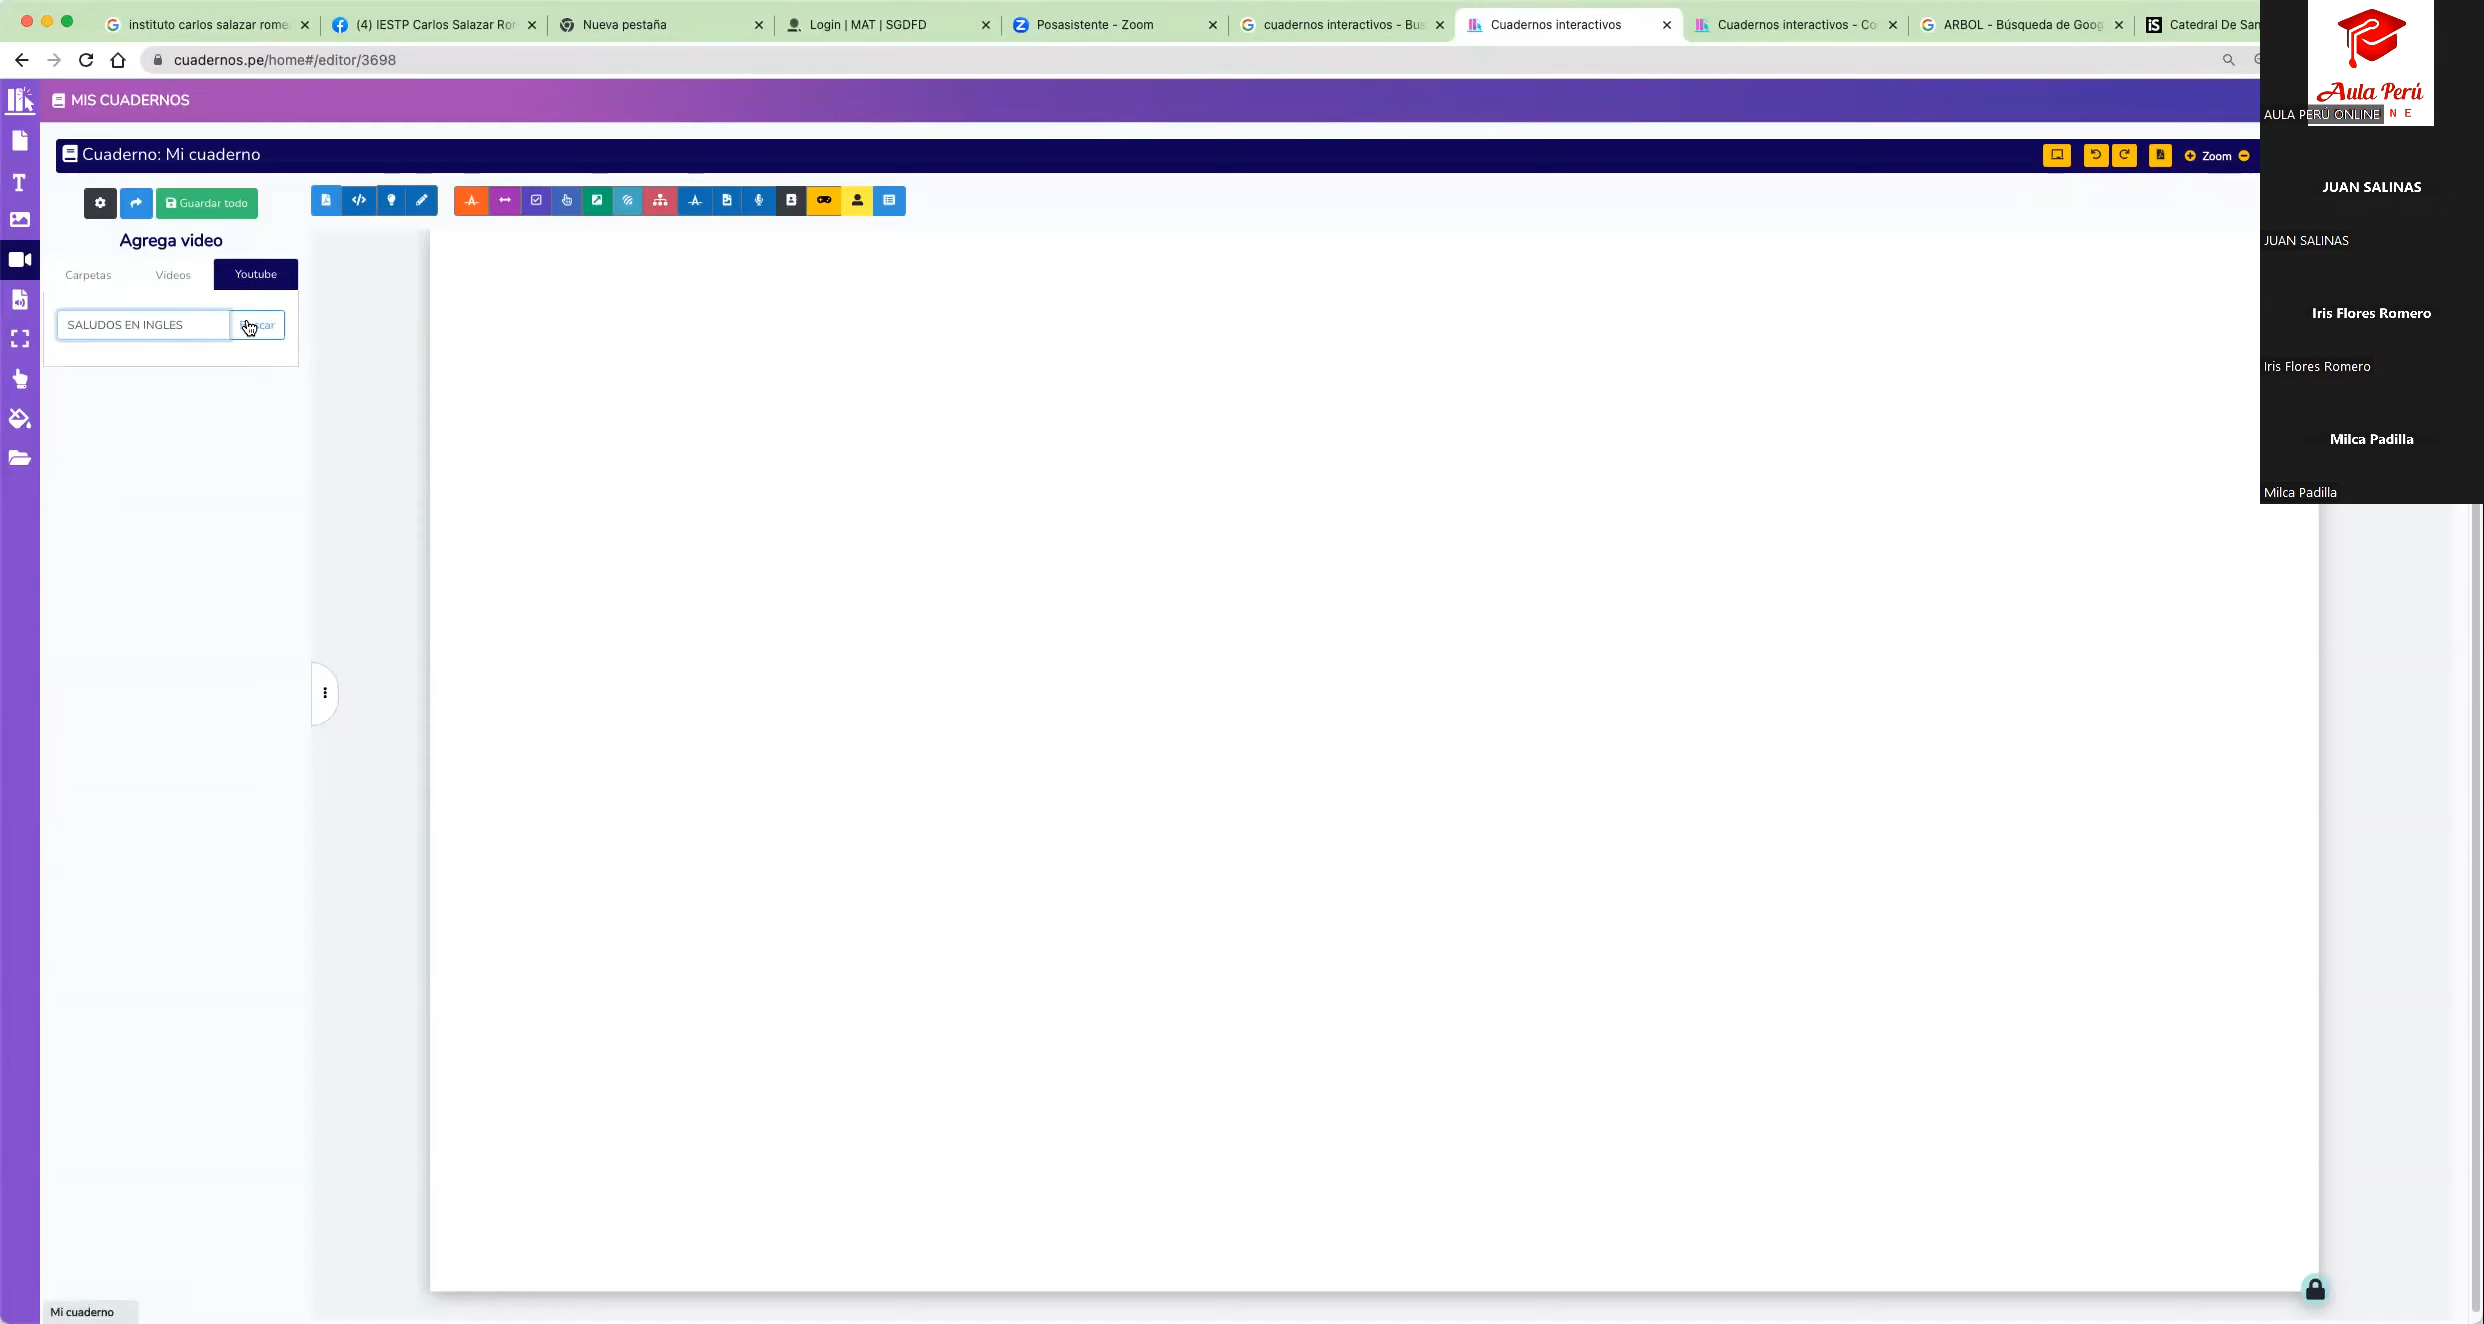 instituto carlos salazar rome
(4) IESTP Carlos Salazar Ror
Nueva pestaña
Login | MAT | SGDFD
Posasistente - Zoom
cuadernos interactivos - Bus
Cuadernos interactivos
Cuadernos interactivos - Co
ARBOL - Búsqueda de Goog
Catedral De San
cuadernos.pe/home#/editor/3698
MIS CUADERNOS
Cuaderno: Mi cuaderno
Zoom
Guardar todo
Agrega video
Carpetas
Videos
Youtube
SALUDOS EN INGLES
Mi cuaderno
Aula Perú
AULA PERÚ ONLINE
N E
JUAN SALINAS
JUAN SALINAS
Iris Flores Romero
Iris Flores Romero
Milca Padilla
Milca Padilla